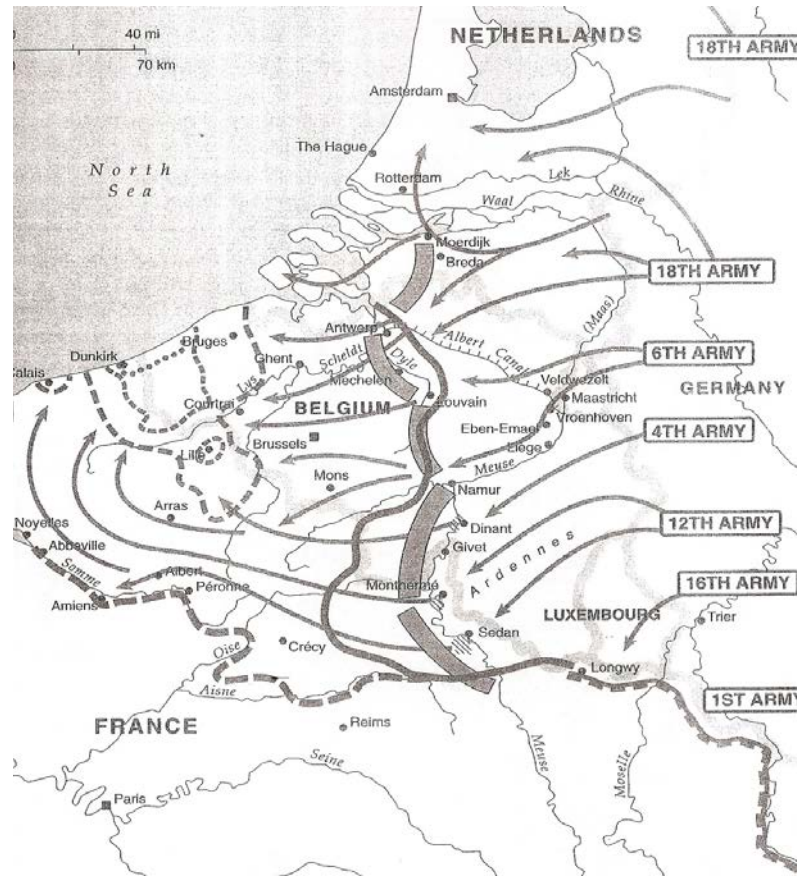 40 mi
70 km
NETHERLANDS
18TH ARMY
Amsterdam
North
Sea
The Hague
Rotterdam
Lek
Waal
Rhine
Moerdijk
Breda
18TH ARMY
(Maas)
Antwerp
Albert
Canal
Bruges
Dunkirk
Calais
Ghent
Scheldt
Lys
Dyle
Mechelen
6TH ARMY
Veldwezelt
Maastricht
GERMANY
Courtrai
BELGIUM
Louvain
Vroenhoven
Eben-Emael
Liège
4TH ARMY
Brussels
Lille
Meuse
Mons
Namur
Arras
Dinant
12TH ARMY
Noyelles
Abbeville
Givet
Ardennes
Somme
Albert
Péronne
Monthermé
16TH ARMY
Amiens
LUXEMBOURG
Trier
Sedan
Crécy
Oise
Longwy
Aisne
1ST ARMY
FRANCE
Reims
Meuse
Moselle
Seine
Paris